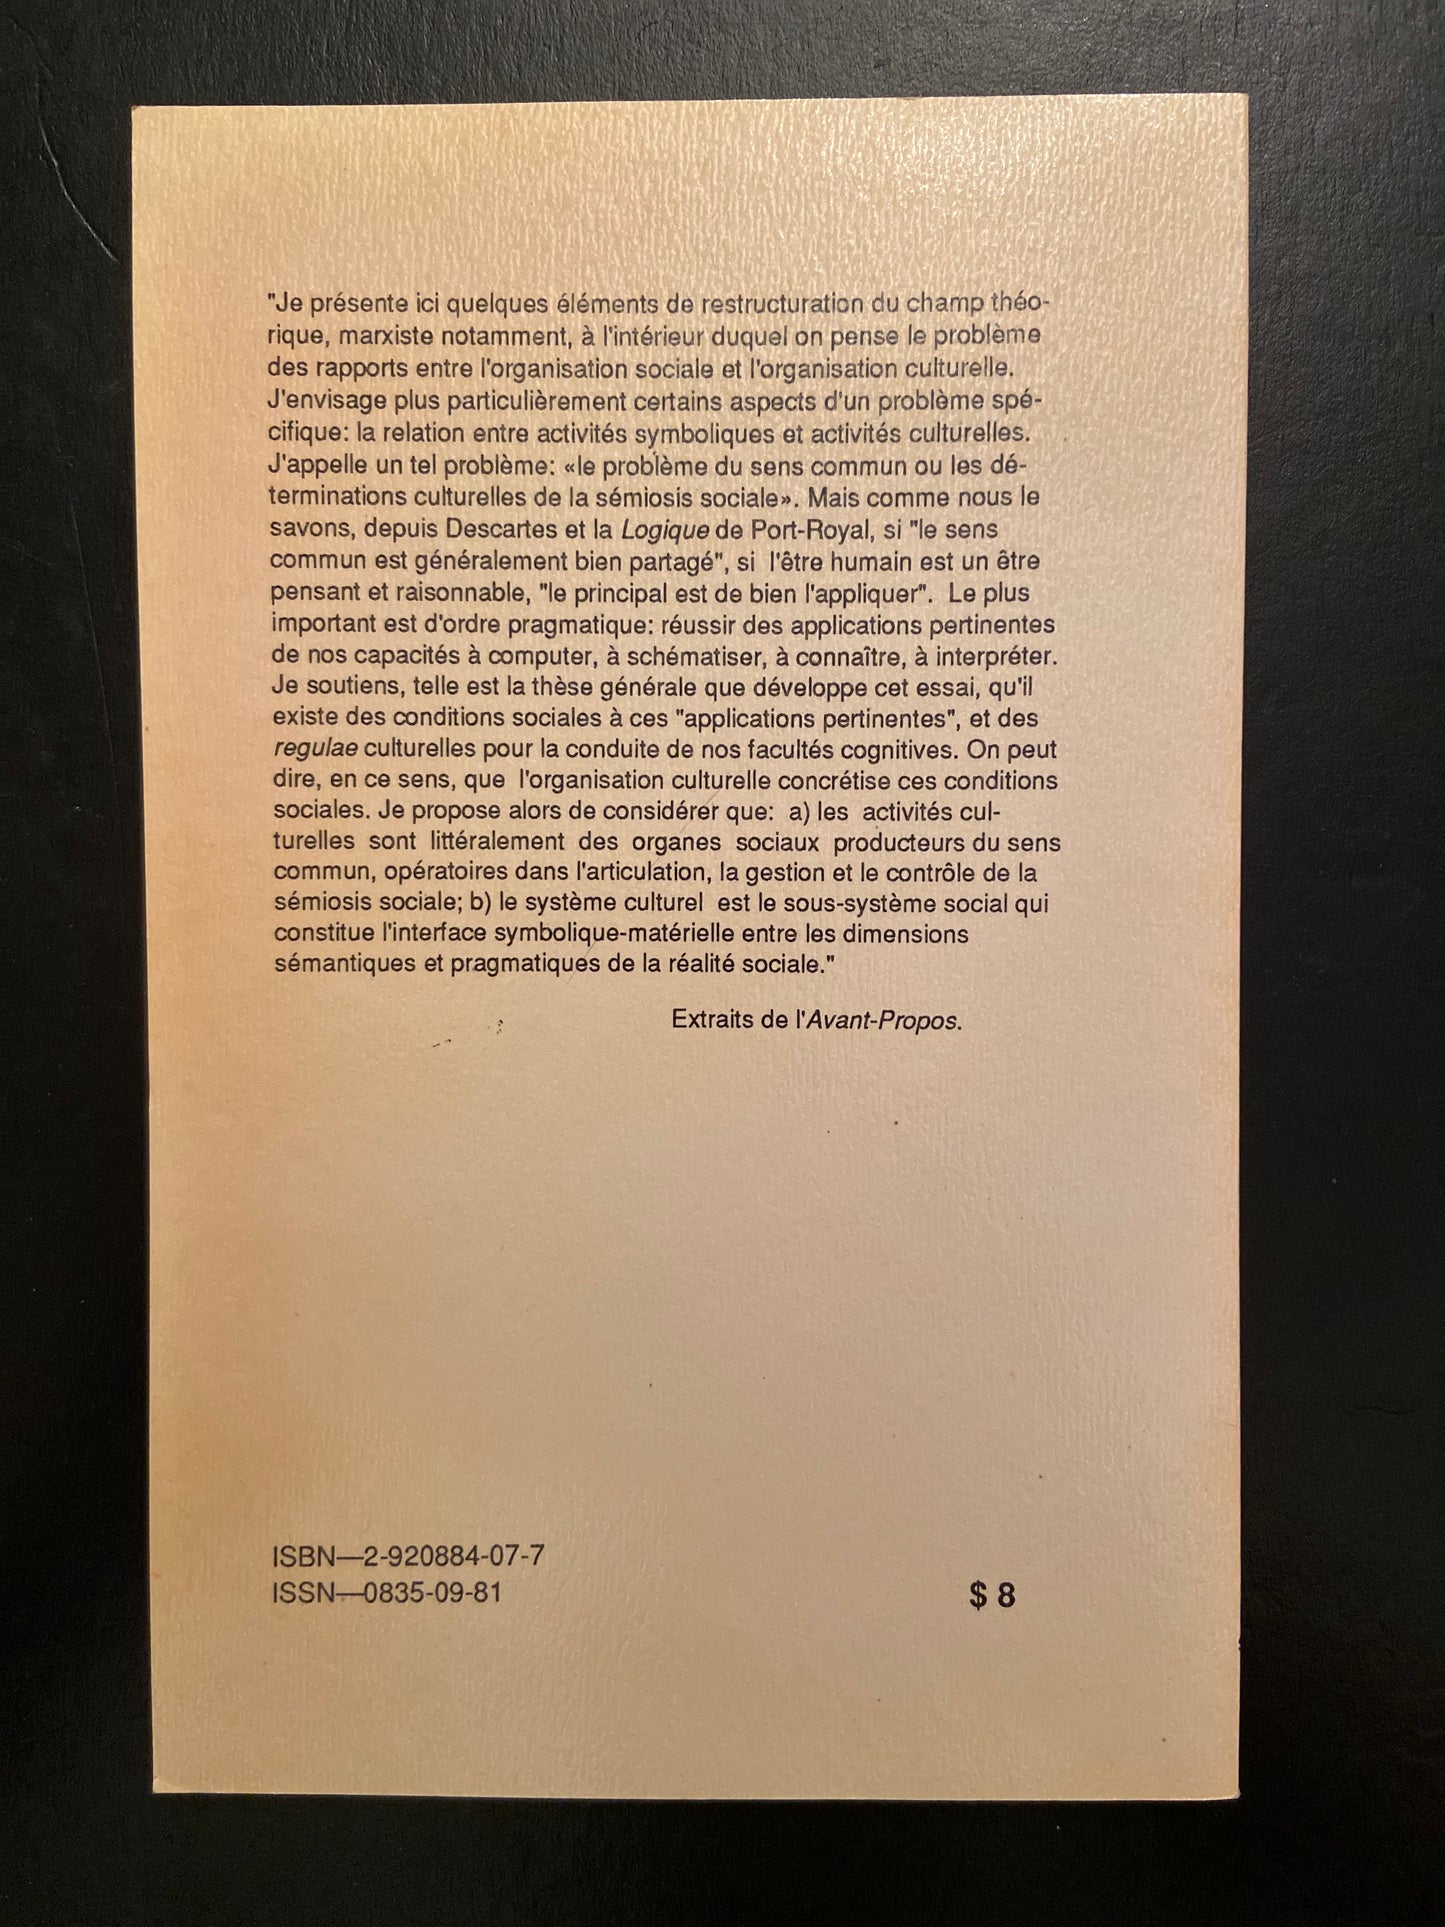 "Je présente ici quelques éléments de restructuration du champ théo-
rique, marxiste notamment, à l'intérieur duquel on pense le problème
des rapports entre l'organisation sociale et l'organisation culturelle.
J'envisage plus particulièrement certains aspects d'un problème spé-
cifique: la relation entre activités symboliques et activités culturelles.
J'appelle un tel problème: «le problème du sens commun ou les dé-
terminations culturelles de la sémiosis sociale». Mais comme nous le
savons, depuis Descartes et la Logique de Port-Royal, si "le sens
commun est généralement bien partagé", si l'être humain est un être
pensant et raisonnable, "le principal est de bien l'appliquer". Le plus
important est d'ordre pragmatique: réussir des applications pertinentes
de nos capacités à computer, à schématiser, à connaître, à interpréter.
Je soutiens, telle est la thèse générale que développe cet essai, qu'il
existe des conditions sociales à ces "applications pertinentes", et des
regulae culturelles pour la conduite de nos facultés cognitives. On peut
dire, en ce sens, que l'organisation culturelle concrétise ces conditions
sociales. Je propose alors de considérer que: a) les activités cul-
turelles sont littéralement des organes sociaux producteurs du sens
commun, opératoires dans l'articulation, la gestion et le contrôle de la
sémiosis sociale; b) le système culturel est le sous-système social qui
constitue l'interface symbolique-matérielle entre les dimensions
sémantiques et pragmatiques de la réalité sociale."
Extraits de l'Avant-Propos.
ISBN—2-920884-07-7
ISSN—0835-09-81
$ 8